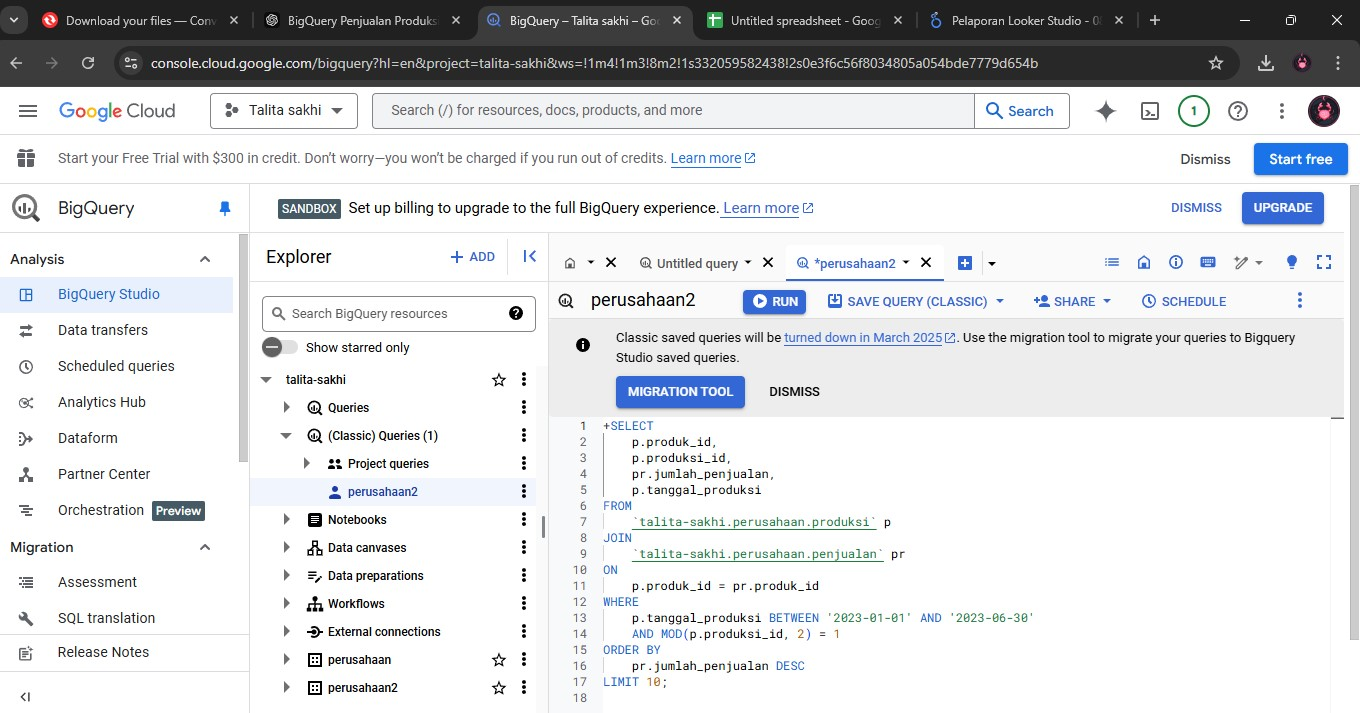 Download your files — Conv
BigQuery Penjualan Produksi
BigQuery – Talita sakhi – Goo
Untitled spreadsheet - Goog
Pelaporan Looker Studio - 0
console.cloud.google.com/bigquery?hl=en&project=talita-sakhi&ws=!1m4!1m3!8m2!1s332059582438!2s0e3f6c56f8034805a054bde7779d654b
Google Cloud
Talita sakhi
Search (/) for resources, docs, products, and more
Search
1
Start your Free Trial with $300 in credit. Don’t worry—you won’t be charged if you run out of credits. Learn more
Dismiss
Start free
BigQuery
SANDBOX Set up billing to upgrade to the full BigQuery experience. Learn more
DISMISS
UPGRADE
Analysis
BigQuery Studio
Data transfers
Scheduled queries
Analytics Hub
Dataform
Partner Center
Orchestration Preview
Migration
Assessment
SQL translation
Release Notes
Explorer
+ ADD
Search BigQuery resources
Show starred only
talita-sakhi
Queries
(Classic) Queries (1)
Project queries
perusahaan2
Notebooks
Data canvases
Data preparations
Workflows
External connections
perusahaan
perusahaan2
Untitled query
*perusahaan2
perusahaan2
RUN
SAVE QUERY (CLASSIC)
SHARE
SCHEDULE
Classic saved queries will be turned down in March 2025. Use the migration tool to migrate your queries to Bigquery
Studio saved queries.
MIGRATION TOOL
DISMISS
1 +SELECT
2 p.produk_id,
3 p.produksi_id,
4 pr.jumlah_penjualan,
5 p.tanggal_produksi
6 FROM
7 `talita-sakhi.perusahaan.produksi` p
8 JOIN
9 `talita-sakhi.perusahaan.penjualan` pr
10 ON
11 p.produk_id = pr.produk_id
12 WHERE
13 p.tanggal_produksi BETWEEN '2023-01-01' AND '2023-06-30'
14 AND MOD(p.produksi_id, 2) = 1
15 ORDER BY
16 pr.jumlah_penjualan DESC
17 LIMIT 10;
18